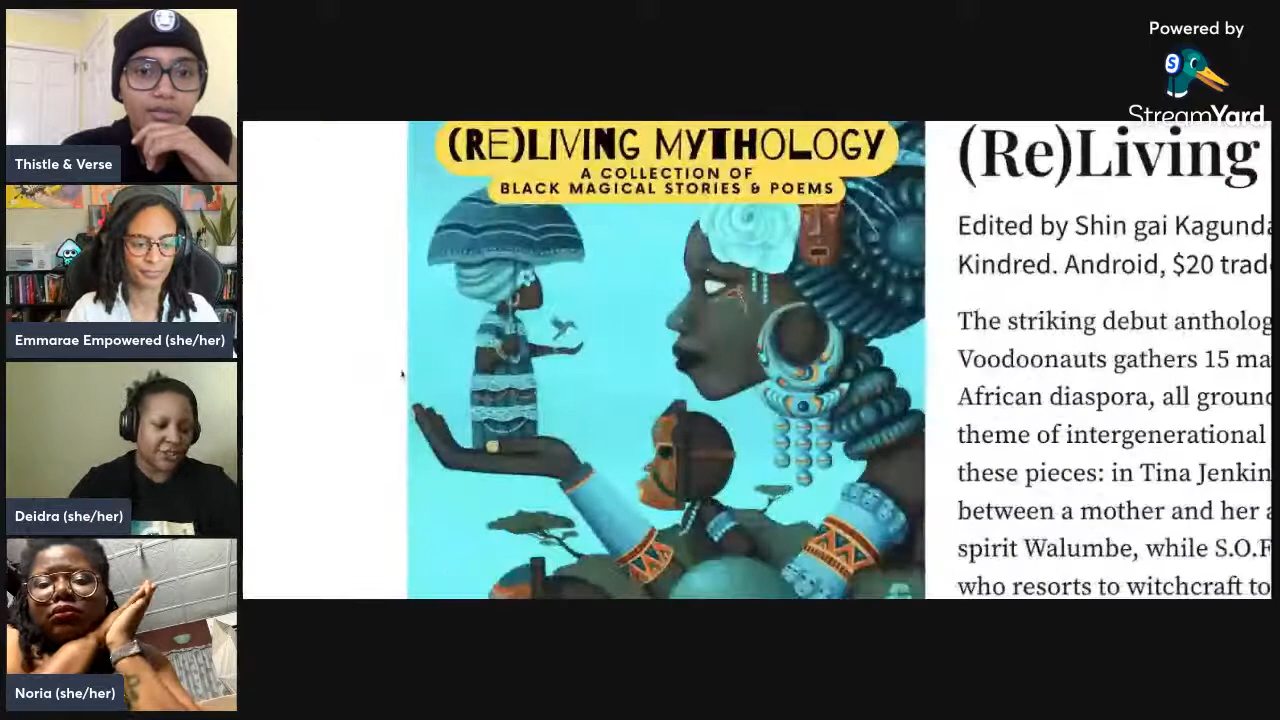 Powered by
StreamYard
Thistle & Verse
Emmarae Empowered (she/her)
Deidra (she/her)
Noria (she/her)
(RE)LIVING MYTHOLOGY
A COLLECTION OF
BLACK MAGICAL STORIES & POEMS
(Re)Living
Edited by Shin gai Kagunda
Kindred. Android, $20 trad
The striking debut antholog
Voodoonauts gathers 15 ma
African diaspora, all ground
theme of intergenerational
these pieces: in Tina Jenkin
between a mother and her a
spirit Walumbe, while S.O.F
who resorts to witchcraft to